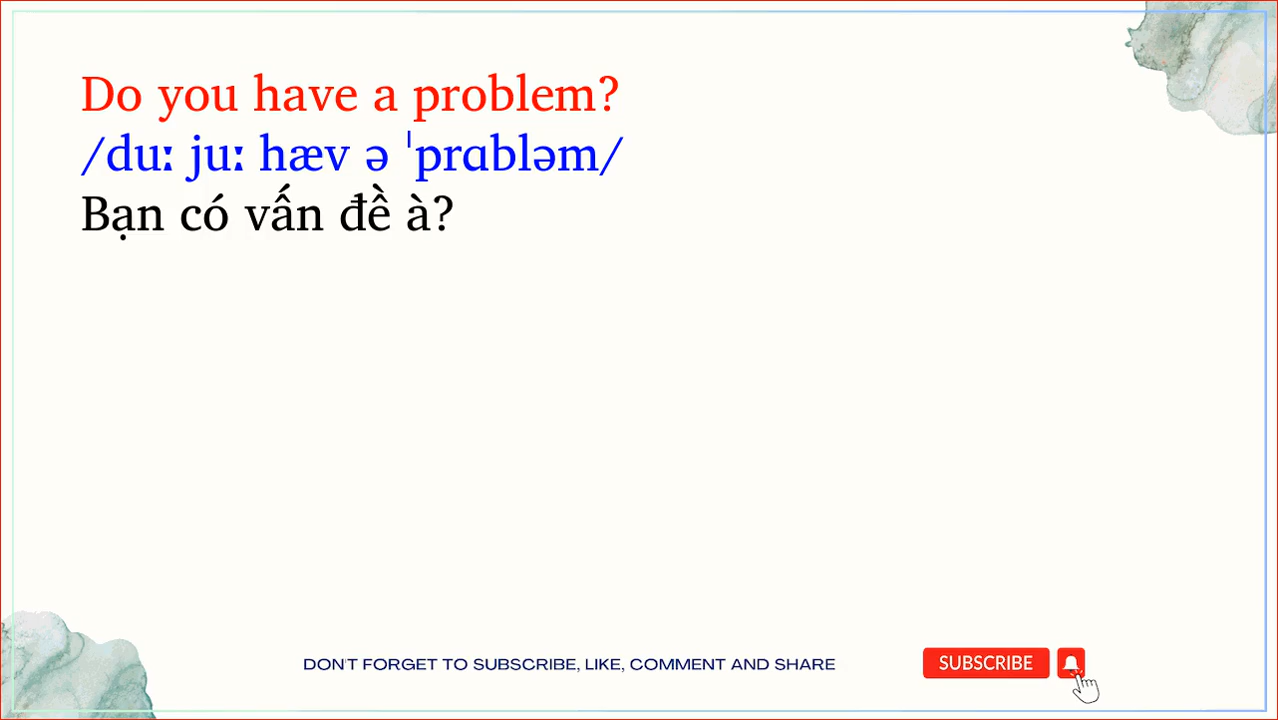 Do you have a problem?
/duː juː hæv ə ˈprɑbləm/
Bạn có vấn đề à?
DON'T FORGET TO SUBSCRIBE, LIKE, COMMENT AND SHARE
SUBSCRIBE